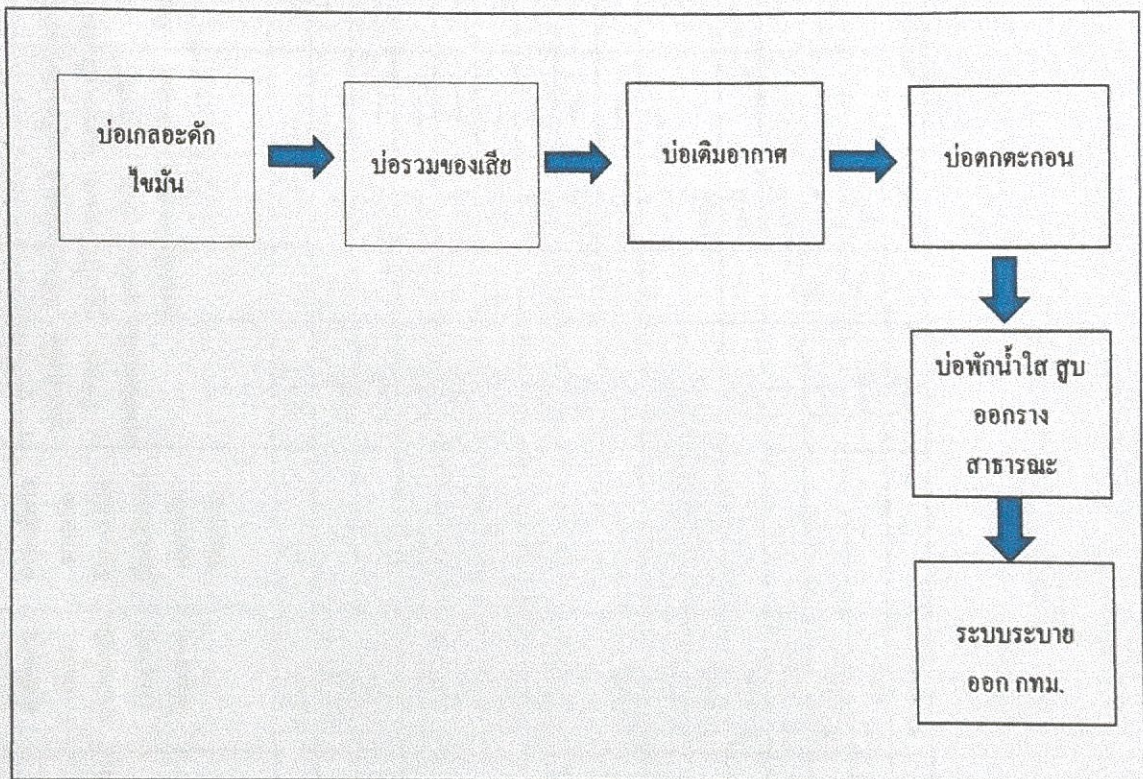 บ่อเกลอะดัก
ไขมัน
บ่อรวมของเสีย
บ่อเติมอากาศ
บ่อตกตะกอน
บ่อพักน้ำใส สูบ
ออกราง
สาธารณะ
ระบบระบาย
ออก กทม.